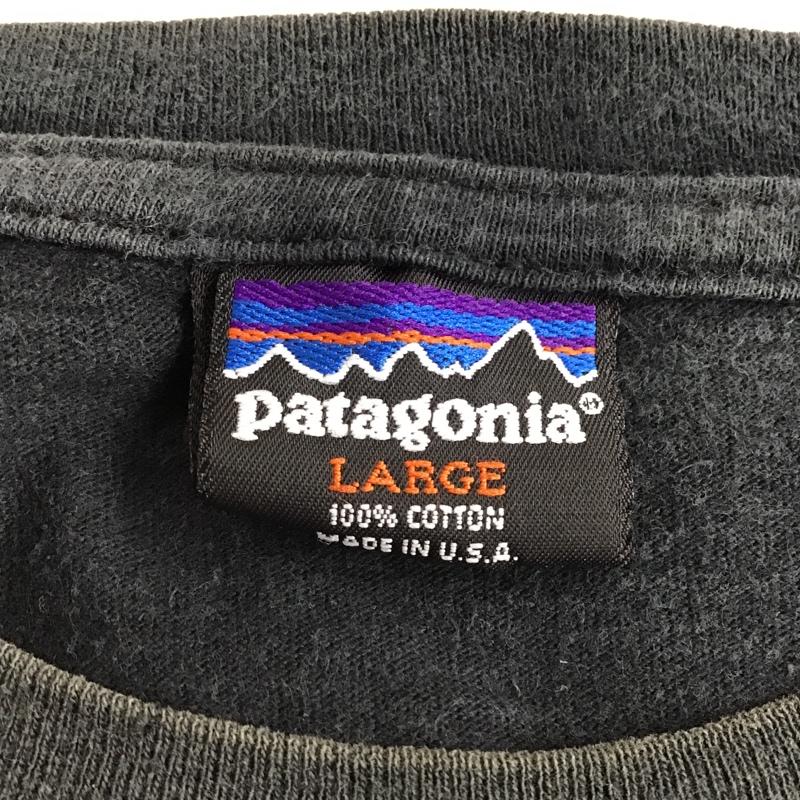 patagonia®
LARGE
100% COTTON
MADE IN U.S.A.